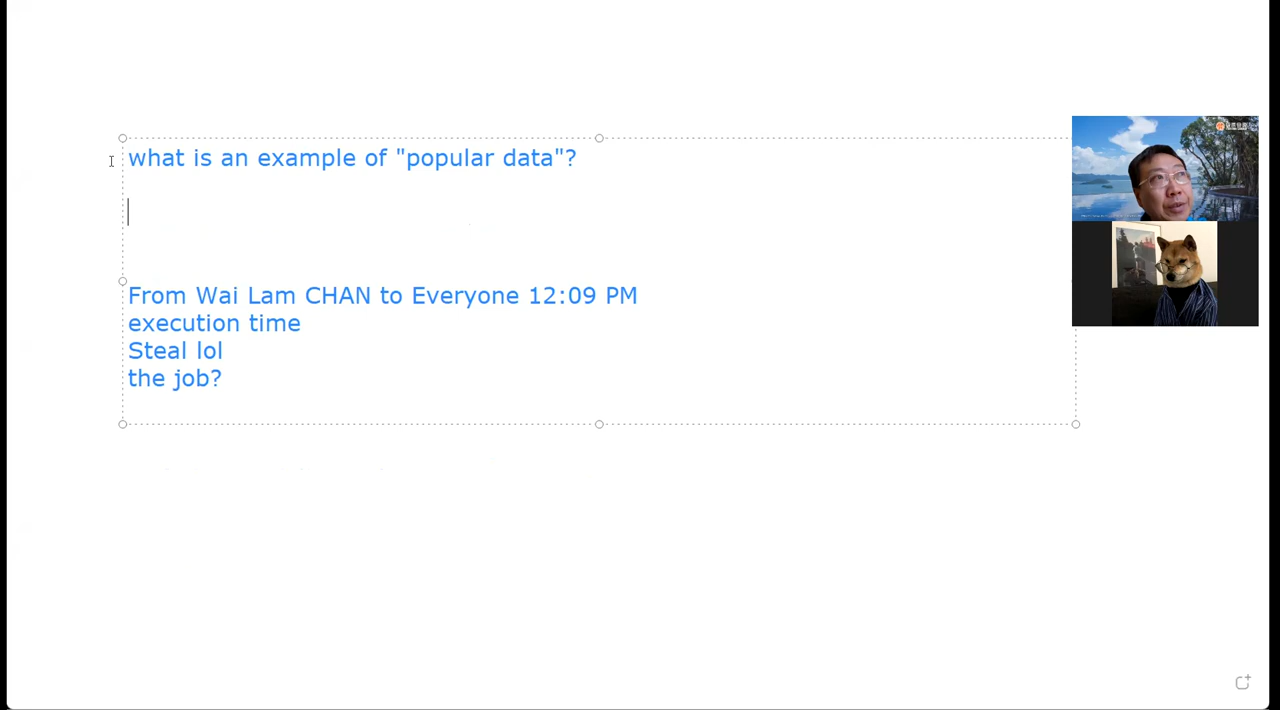 what is an example of "popular data"?
From Wai Lam CHAN to Everyone 12:09 PM
execution time
Steal lol
the job?